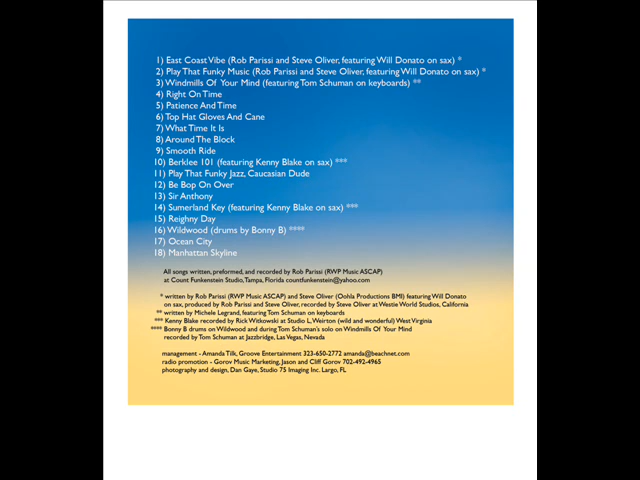 1) East Coast Vibe (Rob Parissi and Steve Oliver, featuring Will Donato on sax) *
2) Play That Funky Music (Rob Parissi and Steve Oliver, featuring Will Donato on sax) *
3) Windmills Of Your Mind (featuring Tom Schuman on keyboards) **
4) Right On Time
5) Patience And Time
6) Top Hat Gloves And Cane
7) What Time It Is
8) Around The Block
9) Smooth Ride
10) Berklee 101 (featuring Kenny Blake on sax) ***
11) Play That Funky Jazz, Caucasian Dude
12) Be Bop On Over
13) Sir Anthony
14) Sumerland Key (featuring Kenny Blake on sax) ***
15) Reighny Day
16) Wildwood (drums by Bonny B) ****
17) Ocean City
18) Manhattan Skyline
All songs written, preformed, and recorded by Rob Parissi (RWP Music ASCAP)
at Count Funkenstein Studio, Tampa, Florida countfunkenstein@yahoo.com
* written by Rob Parissi (RWP Music ASCAP) and Steve Oliver (Oohla Productions BMI) featuring Will Donato
on sax, produced by Rob Parissi and Steve Oliver, recorded by Steve Oliver at Westie World Studios, California
** written by Michele Legrand, featuring Tom Schuman on keyboards
*** Kenny Blake recorded by Rick Witkowski at Studio L, Weirton (wild and wonderful) West Virginia
**** Bonny B drums on Wildwood and during Tom Schuman's solo on Windmills Of Your Mind
recorded by Tom Schuman at Jazzbridge, Las Vegas, Nevada
management - Amanda Tilk, Groove Entertainment 323-650-2772 amanda@beachnet.com
radio promotion - Gorov Music Marketing, Jason and Cliff Gorov 702-492-4965
photography and design, Dan Gaye, Studio 75 Imaging Inc. Largo, FL